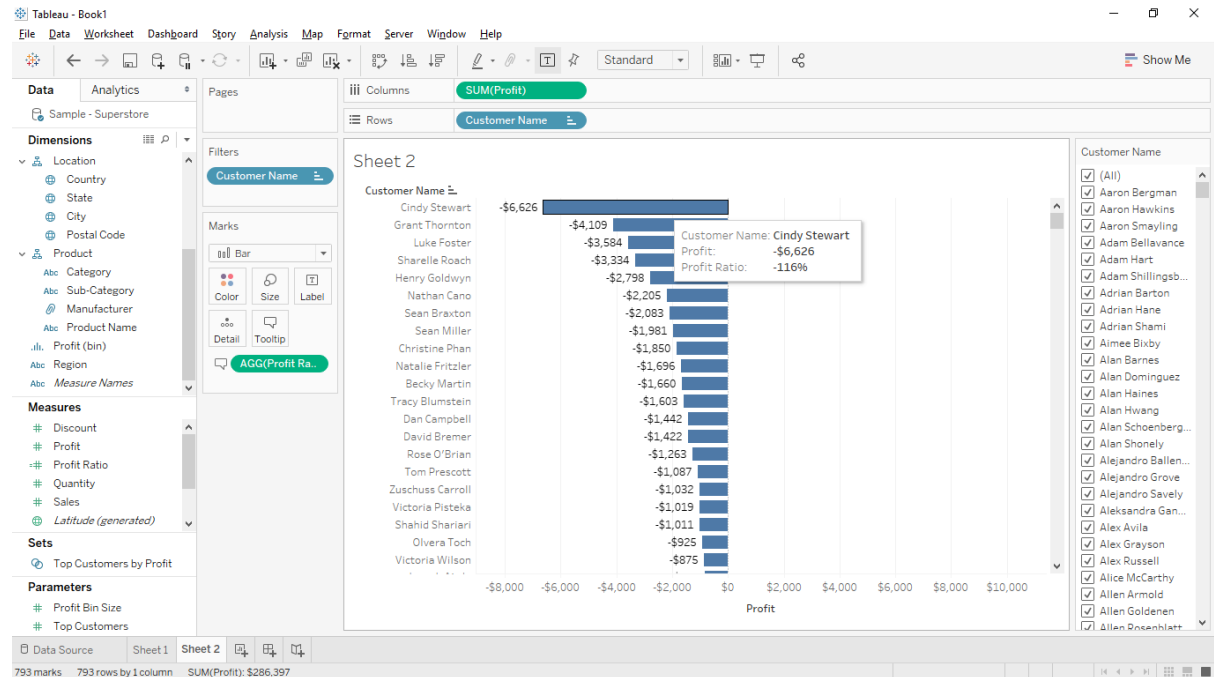 Tableau - Book1
File Data Worksheet Dashboard Story Analysis Map Format Server Window Help
Standard
Show Me
Data Analytics
Sample - Superstore
Dimensions
Location
Country
State
City
Postal Code
Product
Abc Category
Abc Sub-Category
Manufacturer
Abc Product Name
Profit (bin)
Abc Region
Abc Measure Names
Measures
# Discount
# Profit
=# Profit Ratio
# Quantity
# Sales
Latitude (generated)
Sets
Top Customers by Profit
Parameters
# Profit Bin Size
# Top Customers
Pages
Filters
Customer Name
Marks
Bar
Color Size T Label
Detail Tooltip
AGG(Profit Ra..
iii Columns SUM(Profit)
Rows Customer Name
Sheet 2
Customer Name
Cindy Stewart -$6,626
Grant Thornton -$4,109
Luke Foster -$3,584
Sharelle Roach -$3,334
Henry Goldwyn -$2,798
Nathan Cano -$2,205
Sean Braxton -$2,083
Sean Miller -$1,981
Christine Phan -$1,850
Natalie Fritzler -$1,696
Becky Martin -$1,660
Tracy Blumstein -$1,603
Dan Campbell -$1,442
David Bremer -$1,422
Rose O'Brian -$1,263
Tom Prescott -$1,087
Zuschuss Carroll -$1,032
Victoria Pisteka -$1,019
Shahid Shariari -$1,011
Olvera Toch -$925
Victoria Wilson -$875
-$8,000 -$6,000 -$4,000 -$2,000 $0 $2,000 $4,000 $6,000 $8,000 $10,000
Profit
Customer Name: Cindy Stewart
Profit: -$6,626
Profit Ratio: -116%
Customer Name
(All)
Aaron Bergman
Aaron Hawkins
Aaron Smayling
Adam Bellavance
Adam Hart
Adam Shillingsb...
Adrian Barton
Adrian Hane
Adrian Shami
Aimee Bixby
Alan Barnes
Alan Dominguez
Alan Haines
Alan Hwang
Alan Schoenberg...
Alan Shonely
Alejandro Ballen...
Alejandro Grove
Alejandro Savely
Aleksandra Gan...
Alex Avila
Alex Grayson
Alex Russell
Alice McCarthy
Allen Armold
Allen Goldenen
Allen Rosenblatt
Data Source Sheet 1 Sheet 2
793 marks 793 rows by 1 column SUM(Profit): $286,397